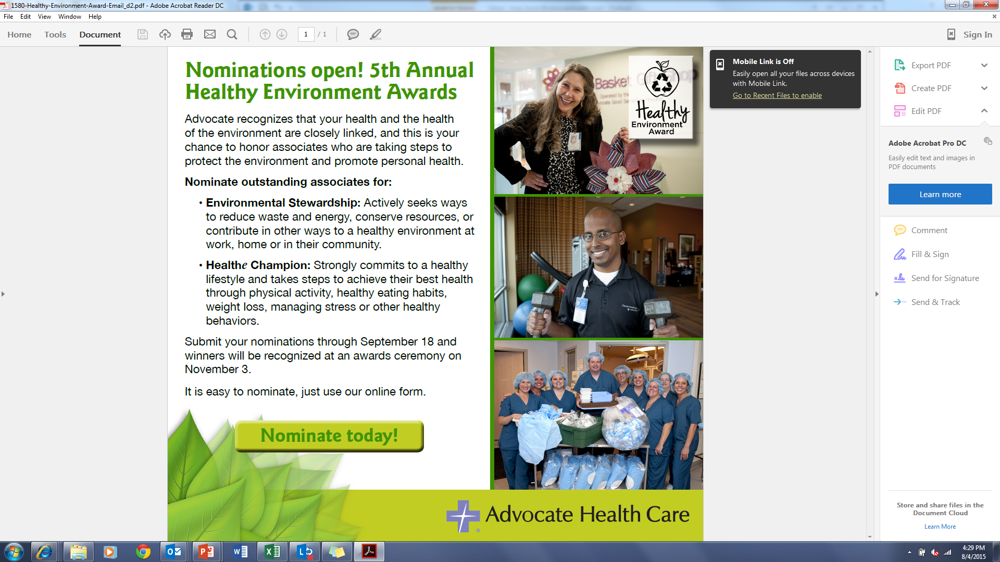 1580-Healthy-Environment-Award-Email_d2.pdf - Adobe Acrobat Reader DC
File Edit View Window Help
Home Tools Document 1 / 1 Sign In
Nominations open! 5th Annual
Healthy Environment Awards
Advocate recognizes that your health and the health
of the environment are closely linked, and this is your
chance to honor associates who are taking steps to
protect the environment and promote personal health.
Nominate outstanding associates for:
• Environmental Stewardship: Actively seeks ways
to reduce waste and energy, conserve resources, or
contribute in other ways to a healthy environment at
work, home or in their community.
• Healthe Champion: Strongly commits to a healthy
lifestyle and takes steps to achieve their best health
through physical activity, healthy eating habits,
weight loss, managing stress or other healthy
behaviors.
Submit your nominations through September 18 and
winners will be recognized at an awards ceremony on
November 3.
It is easy to nominate, just use our online form.
Nominate today!
Basket
Operated by the
Healthy
Environment
Award
Advocate Health Care
®
Mobile Link is Off
Easily open all your files across devices
with Mobile Link.
Go to Recent Files to enable
Export PDF
Create PDF
Edit PDF
Adobe Acrobat Pro DC
Easily edit text and images in
PDF documents
Learn more
Comment
Fill & Sign
Send for Signature
Send & Track
Store and share files in the
Document Cloud
Learn More
4:29 PM
8/4/2015